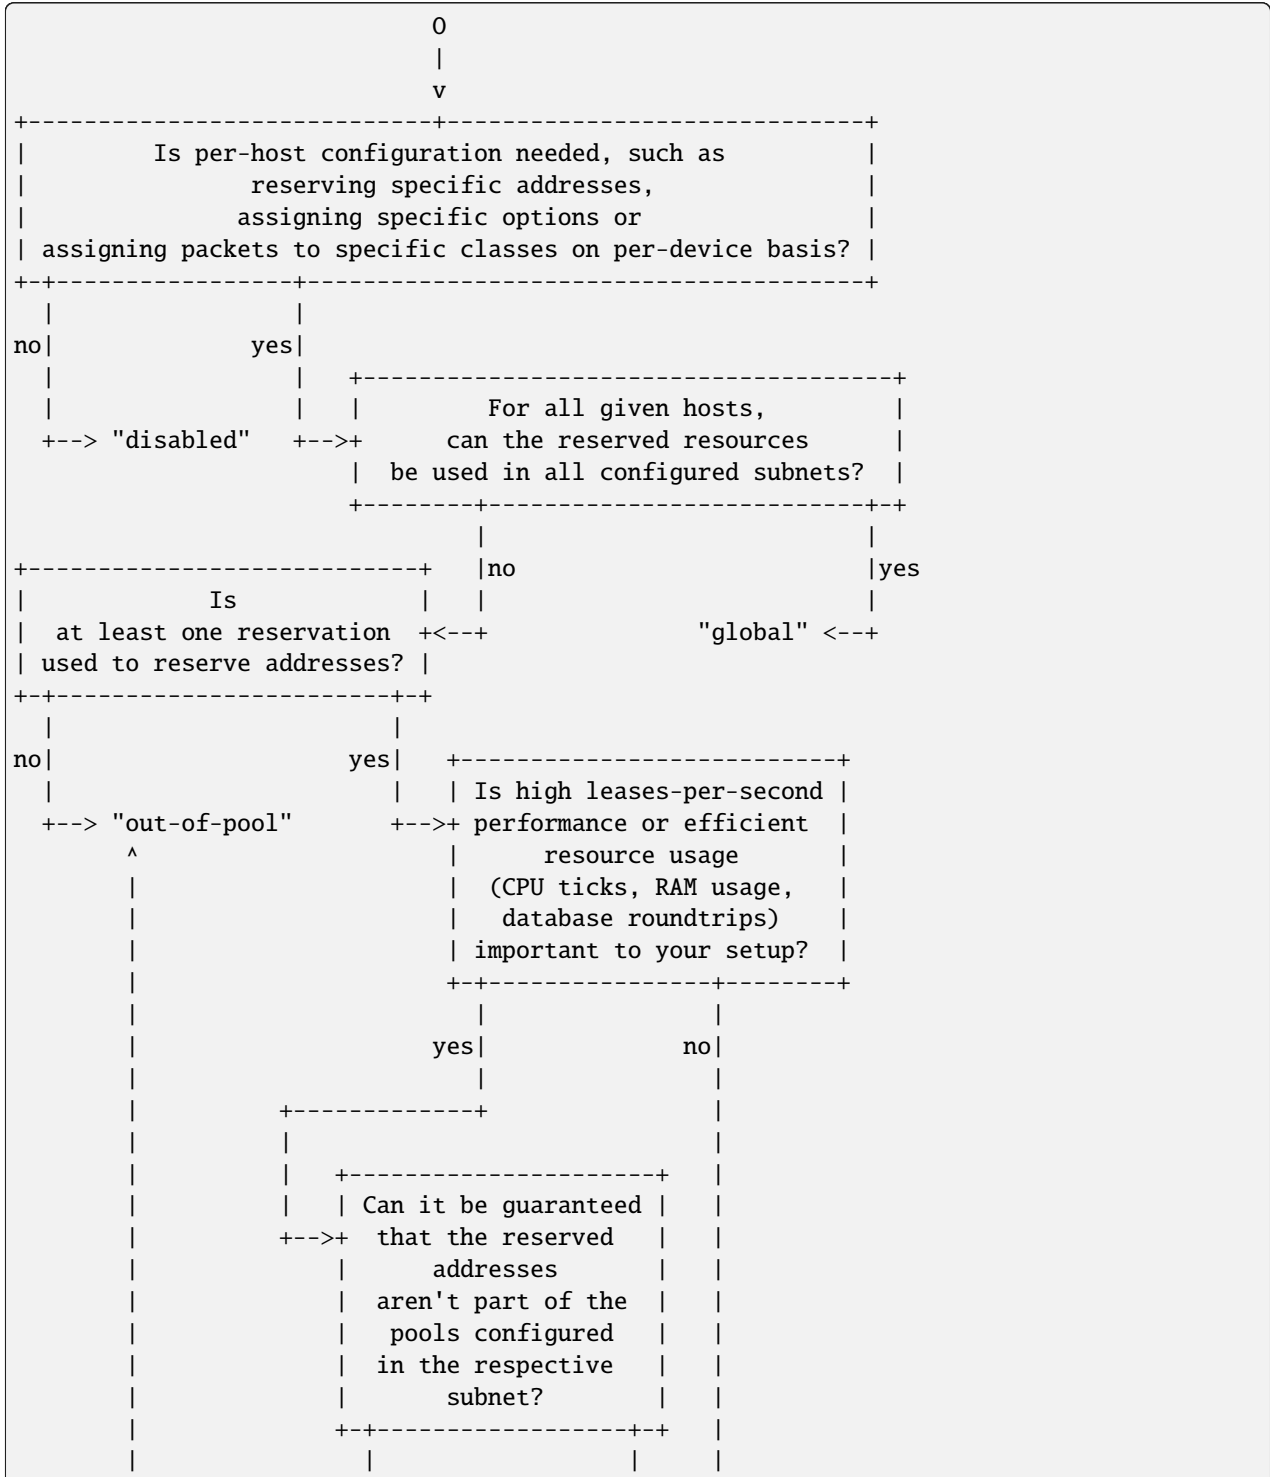 O
                              |
                              v
+-----------------------------+------------------------------+
|         Is per-host configuration needed, such as          |
|                reserving specific addresses,               |
|               assigning specific options or                |
| assigning packets to specific classes on per-device basis? |
+-+-----------------+----------------------------------------+
  |                 |
no|              yes|
  |                 |   +--------------------------------------+
  |                 |   |         For all given hosts,         |
  +--> "disabled"   +-->+      can the reserved resources      |
                        |  be used in all configured subnets?  |
                        +--------+---------------------------+-+
                                 |                           |
+----------------------------+   |no                         |yes
|             Is             |   |                           |
|  at least one reservation  +<--+               "global" <--+
| used to reserve addresses? |
+-+------------------------+-+
  |                        |
no|                     yes|   +---------------------------+
  |                        |   | Is high leases-per-second |
  +--> "out-of-pool"       +-->+ performance or efficient  |
        ^                      |      resource usage       |
        |                      |  (CPU ticks, RAM usage,   |
        |                      |   database roundtrips)    |
        |                      | important to your setup?  |
        |                      +-+----------------+--------+
        |                        |                |
        |                     yes|              no|
        |                        |                |
        |          +-------------+                |
        |          |                              |
        |          |   +----------------------+   |
        |          |   | Can it be guaranteed |   |
        |          +-->+  that the reserved   |   |
        |              |      addresses       |   |
        |              |  aren't part of the  |   |
        |              |   pools configured   |   |
        |              |  in the respective   |   |
        |              |       subnet?        |   |
        |              +-+------------------+-+   |
        |                |                  |     |